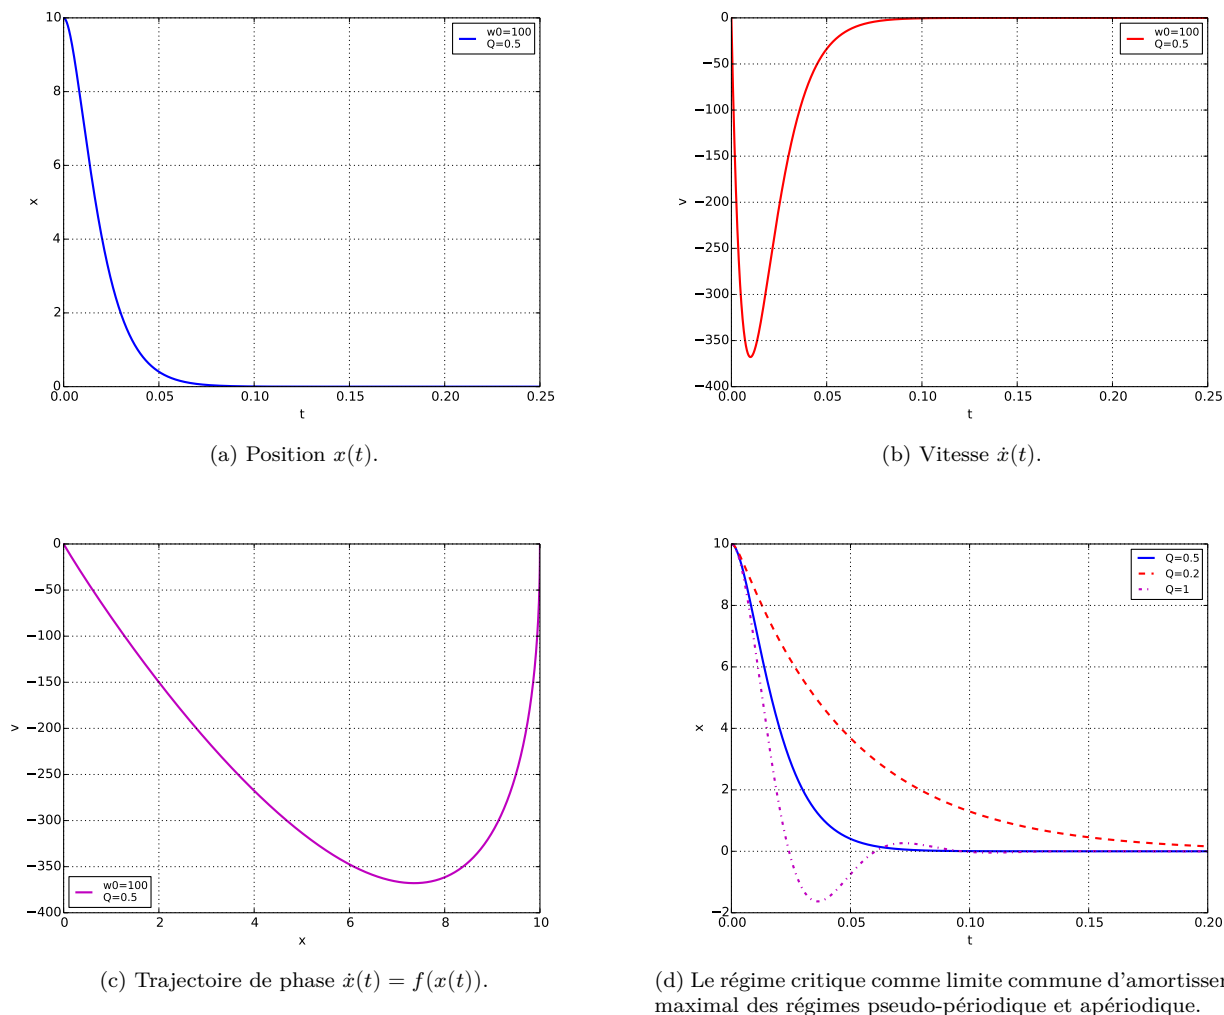 10
8
6
4
2
0
x
w0=100
Q=0.5
0.00 0.05 0.10 0.15 0.20 0.25
t
(a) Position x(t).
0
−50
−100
−150
−200
−250
−300
−350
−400
v
w0=100
Q=0.5
0.00 0.05 0.10 0.15 0.20 0.25
t
(b) Vitesse ẋ(t).
0
−50
−100
−150
−200
−250
−300
−350
−400
v
w0=100
Q=0.5
0 2 4 6 8 10
x
(c) Trajectoire de phase ẋ(t) = f(x(t)).
10
8
6
4
2
0
−2
x
Q=0.5
Q=0.2
Q=1
0.00 0.05 0.10 0.15 0.20
t
(d) Le régime critique comme limite commune d'amortisse
maximal des régimes pseudo-périodique et apériodique.